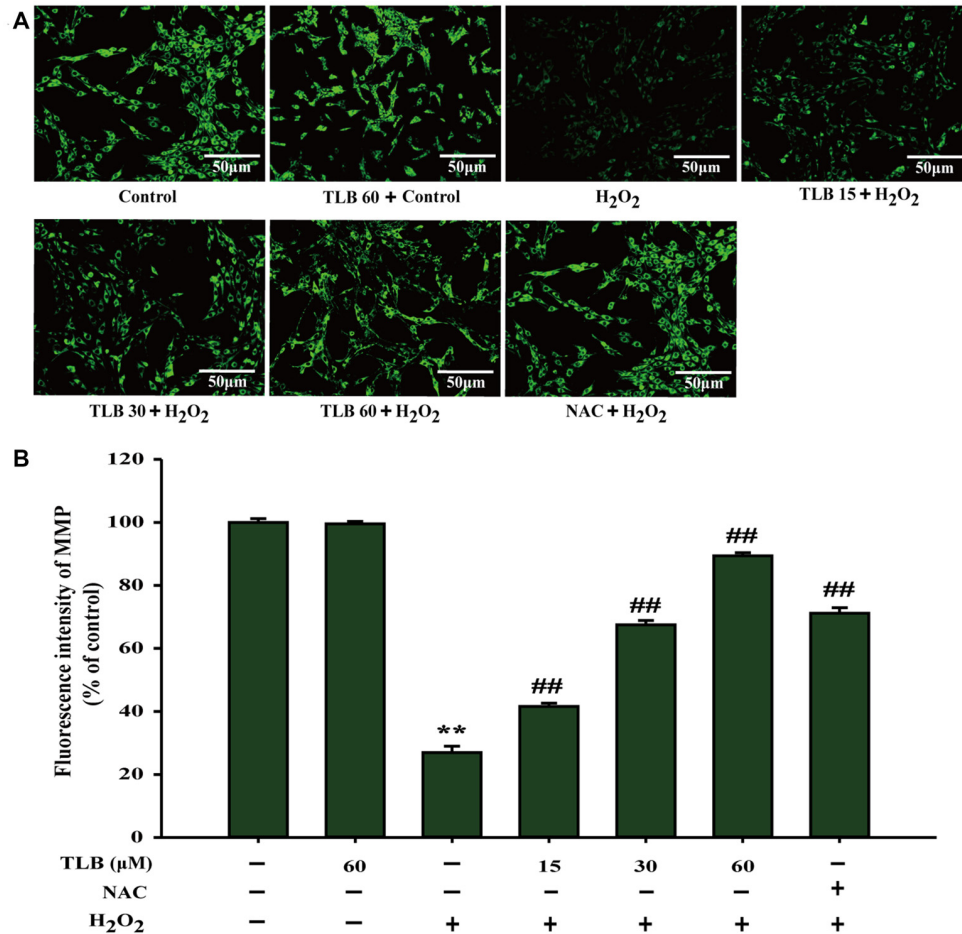 A
50μm 50μm 50μm 50μm
Control TLB 60 + Control H₂O₂ TLB 15 + H₂O₂
50μm 50μm 50μm
TLB 30 + H₂O₂ TLB 60 + H₂O₂ NAC + H₂O₂
B
Fluorescence intensity of MMP
(% of control)
120
100
80
60
40
20
0
** ## ## ## ##
TLB (μM) – 60 – 15 30 60 –
NAC – – – – – – +
H₂O₂ – – + + + + +